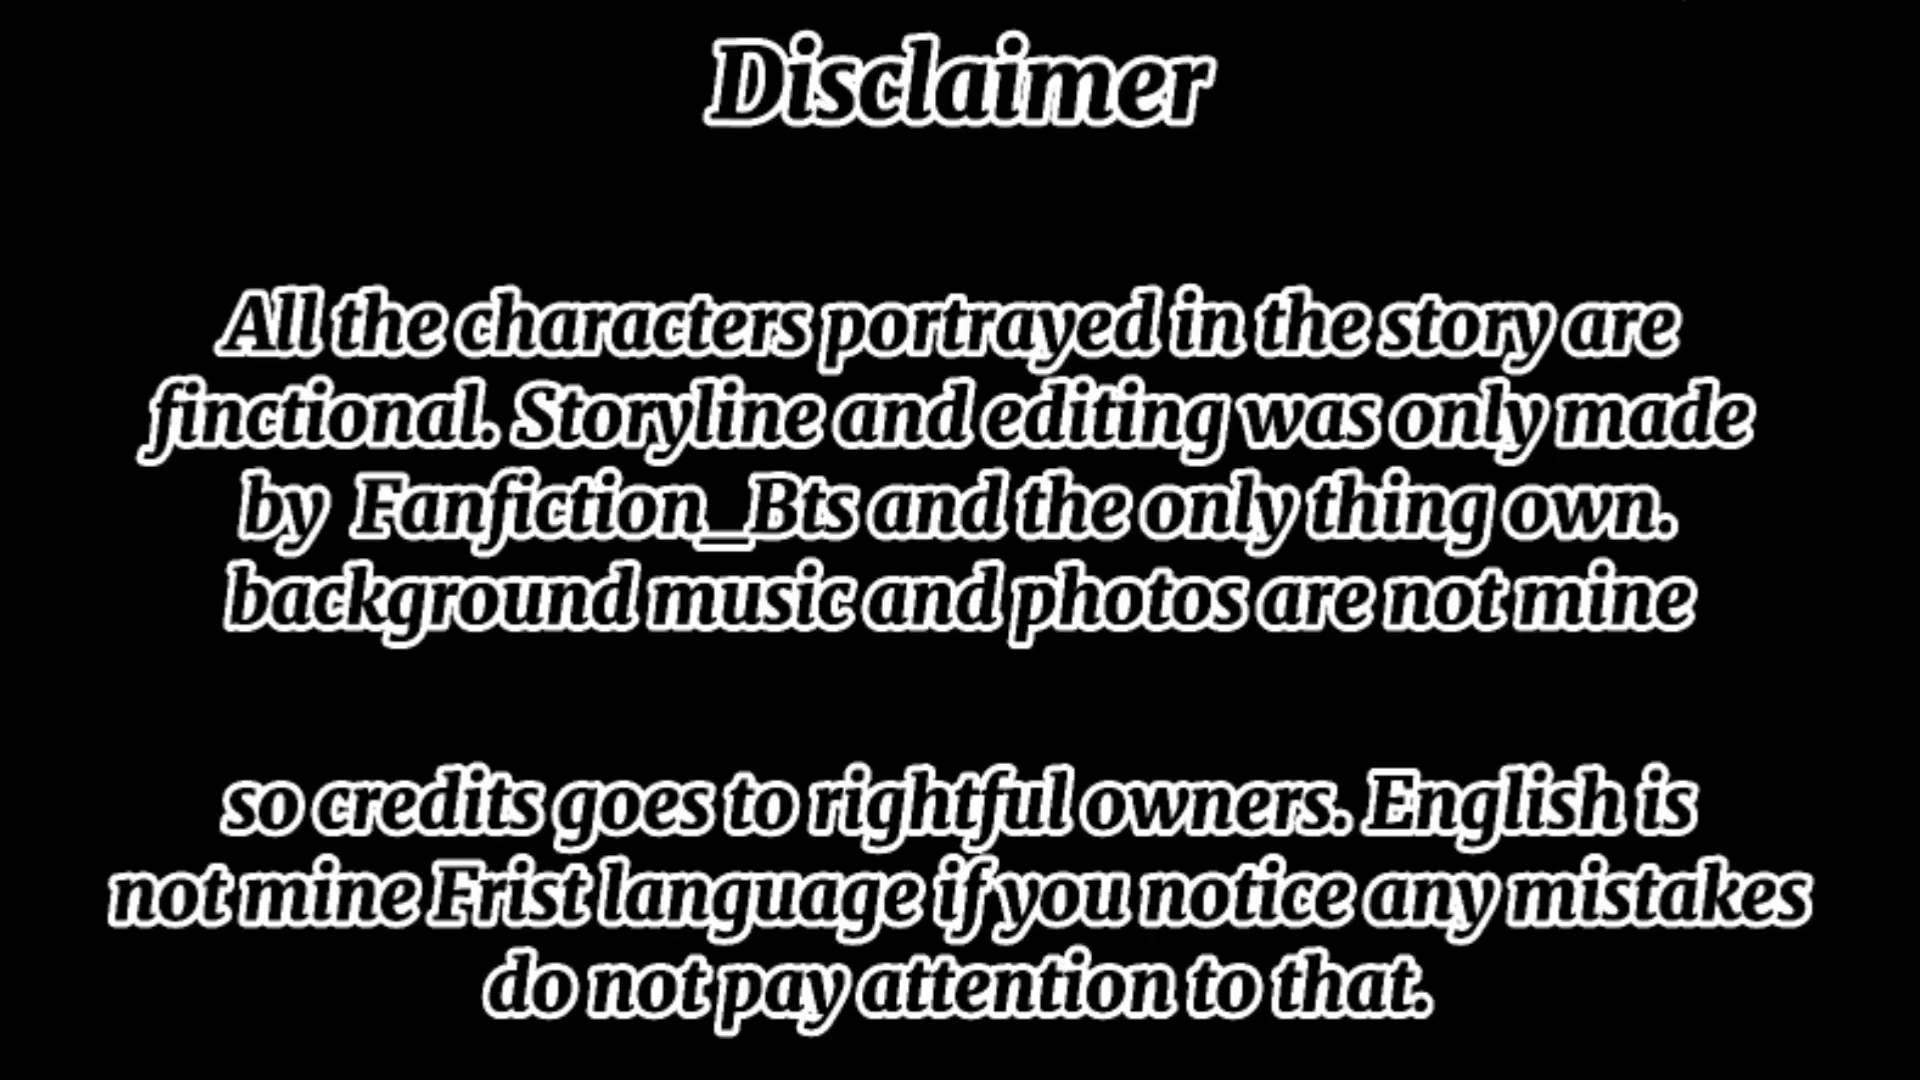 Disclaimer
All the characters portrayed in the story are
finctional. Storyline and editing was only made
by Fanfiction_Bts and the only thing own.
background music and photos are not mine
so credits goes to rightful owners. English is
not mine Frist language if you notice any mistakes
do not pay attention to that.